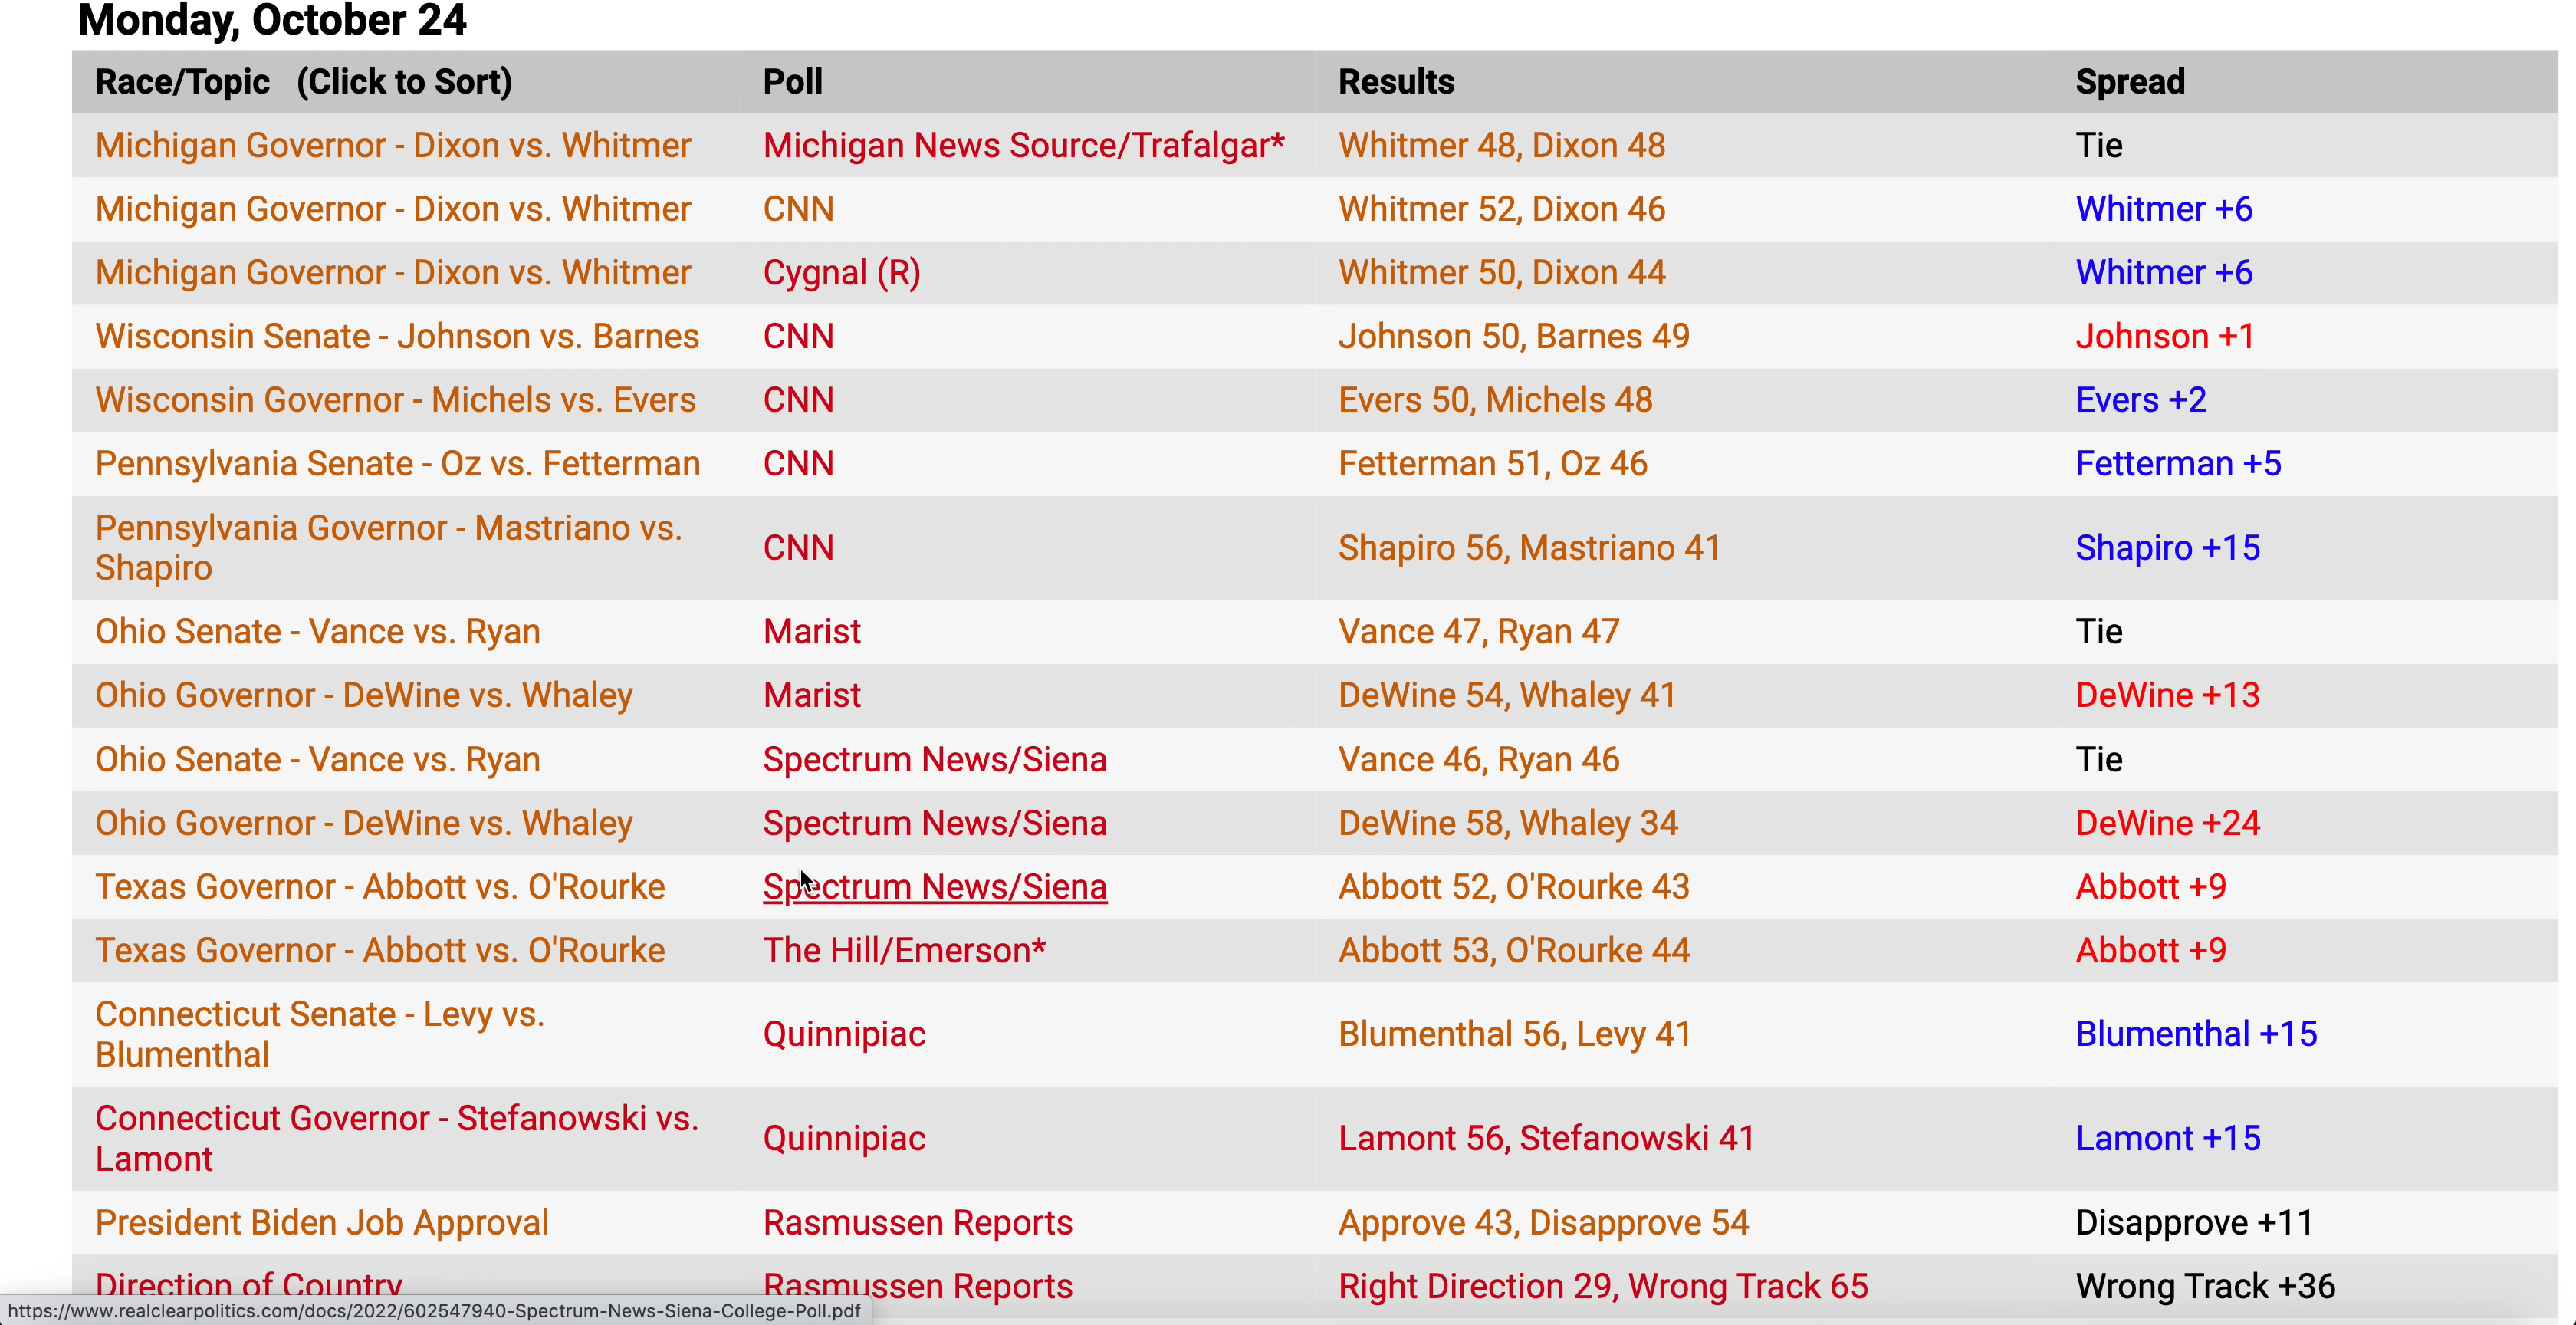 Monday, October 24
Race/Topic (Click to Sort) Poll Results Spread
Michigan Governor - Dixon vs. Whitmer Michigan News Source/Trafalgar* Whitmer 48, Dixon 48 Tie
Michigan Governor - Dixon vs. Whitmer CNN Whitmer 52, Dixon 46 Whitmer +6
Michigan Governor - Dixon vs. Whitmer Cygnal (R) Whitmer 50, Dixon 44 Whitmer +6
Wisconsin Senate - Johnson vs. Barnes CNN Johnson 50, Barnes 49 Johnson +1
Wisconsin Governor - Michels vs. Evers CNN Evers 50, Michels 48 Evers +2
Pennsylvania Senate - Oz vs. Fetterman CNN Fetterman 51, Oz 46 Fetterman +5
Pennsylvania Governor - Mastriano vs.
Shapiro CNN Shapiro 56, Mastriano 41 Shapiro +15
Ohio Senate - Vance vs. Ryan Marist Vance 47, Ryan 47 Tie
Ohio Governor - DeWine vs. Whaley Marist DeWine 54, Whaley 41 DeWine +13
Ohio Senate - Vance vs. Ryan Spectrum News/Siena Vance 46, Ryan 46 Tie
Ohio Governor - DeWine vs. Whaley Spectrum News/Siena DeWine 58, Whaley 34 DeWine +24
Texas Governor - Abbott vs. O'Rourke Spectrum News/Siena Abbott 52, O'Rourke 43 Abbott +9
Texas Governor - Abbott vs. O'Rourke The Hill/Emerson* Abbott 53, O'Rourke 44 Abbott +9
Connecticut Senate - Levy vs.
Blumenthal Quinnipiac Blumenthal 56, Levy 41 Blumenthal +15
Connecticut Governor - Stefanowski vs.
Lamont Quinnipiac Lamont 56, Stefanowski 41 Lamont +15
President Biden Job Approval Rasmussen Reports Approve 43, Disapprove 54 Disapprove +11
Direction of Country Rasmussen Reports Right Direction 29, Wrong Track 65 Wrong Track +36
https://www.realclearpolitics.com/docs/2022/602547940-Spectrum-News-Siena-College-Poll.pdf